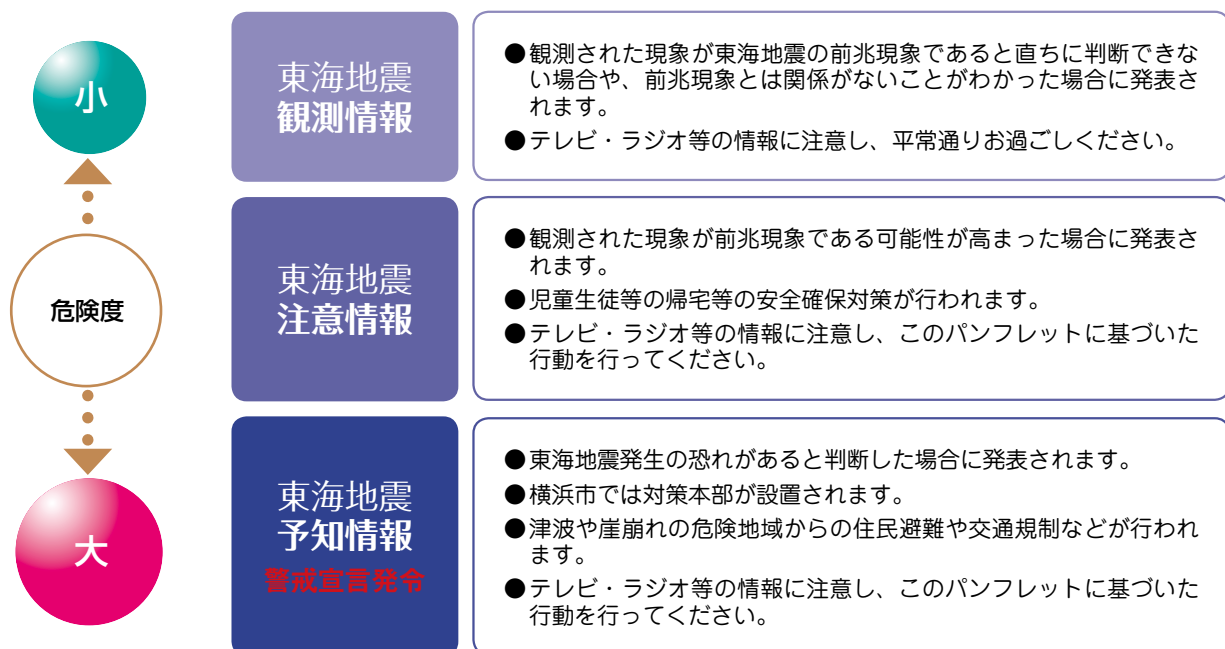 小
危険度
大
東海地震
観測情報
●観測された現象が東海地震の前兆現象であると直ちに判断できな
い場合や、前兆現象とは関係がないことがわかった場合に発表さ
れます。
●テレビ・ラジオ等の情報に注意し、平常通りお過ごしください。
東海地震
注意情報
●観測された現象が前兆現象である可能性が高まった場合に発表さ
れます。
●児童生徒等の帰宅等の安全確保対策が行われます。
●テレビ・ラジオ等の情報に注意し、このパンフレットに基づいた
行動を行ってください。
東海地震
予知情報
警戒宣言発令
●東海地震発生の恐れがあると判断した場合に発表されます。
●横浜市では対策本部が設置されます。
●津波や崖崩れの危険地域からの住民避難や交通規制などが行われ
ます。
●テレビ・ラジオ等の情報に注意し、このパンフレットに基づいた
行動を行ってください。